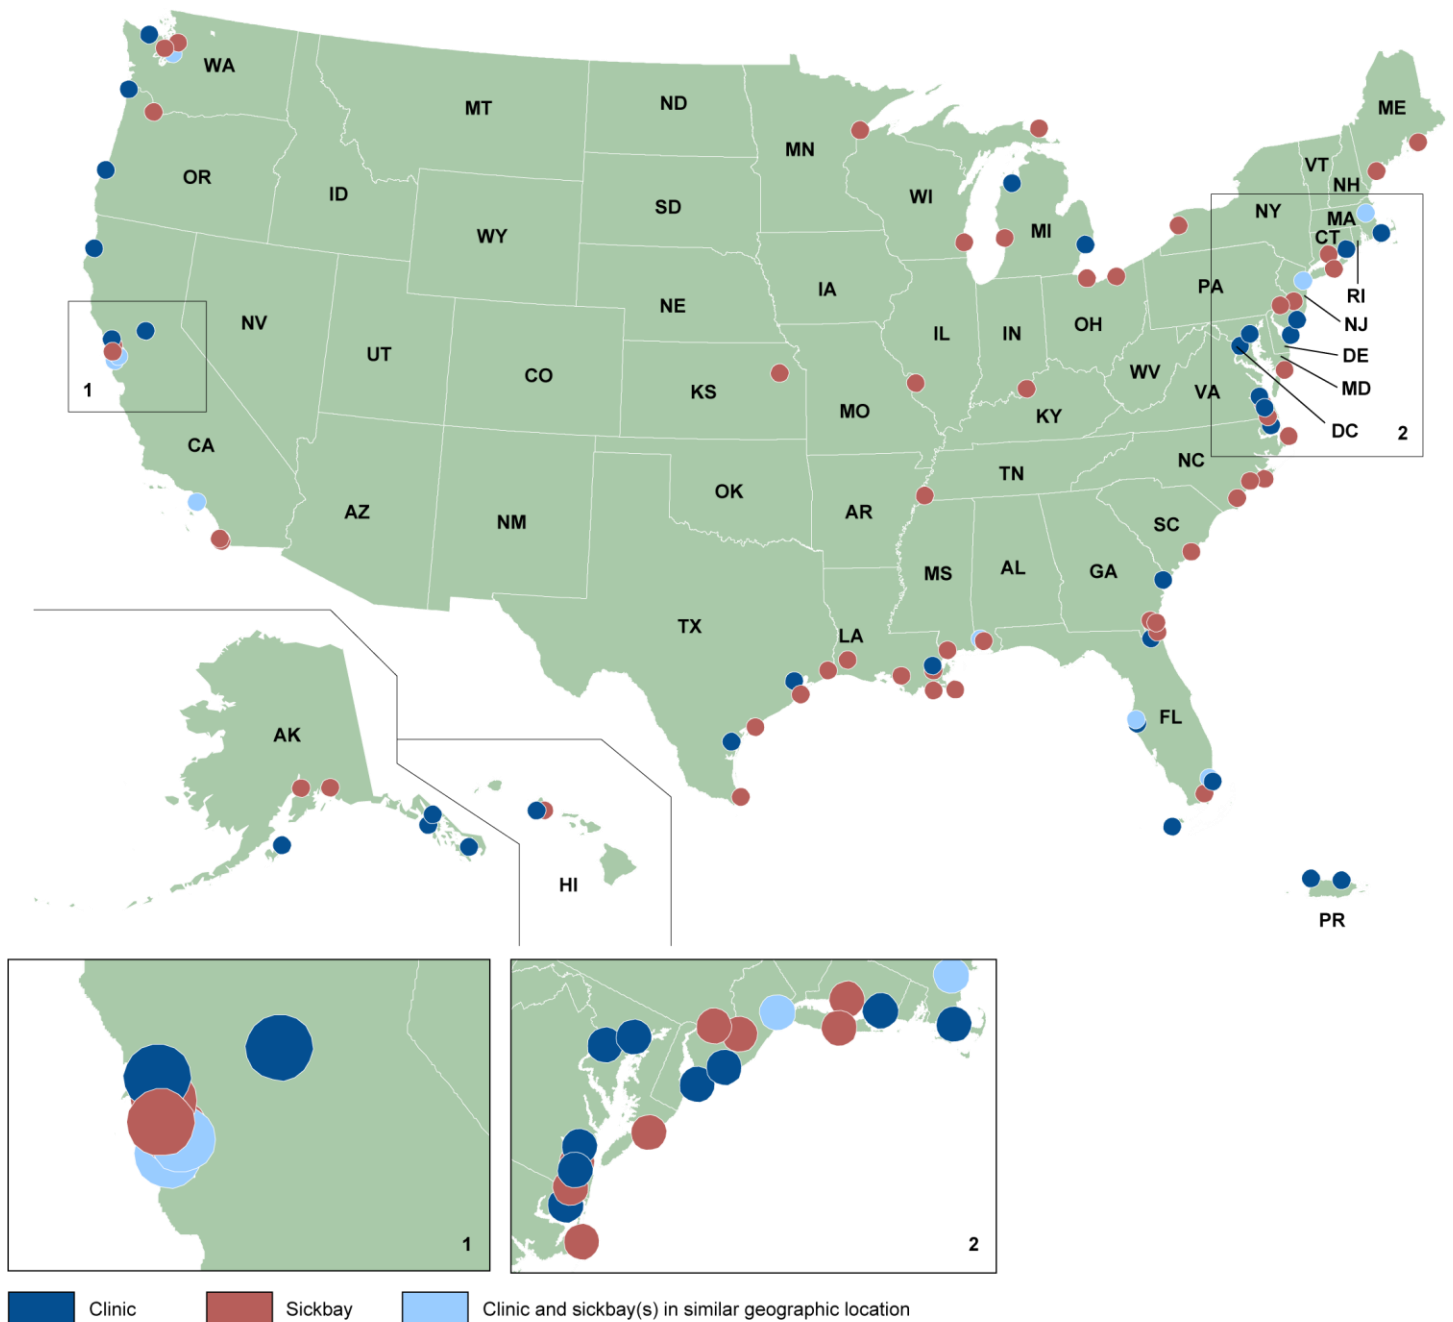 WA
MT
ND
MN
ME
OR
ID
SD
WI
VT
NH
NY
MA
CT
MI
WY
IA
NE
PA
RI
NJ
NV
UT
CO
IL
IN
OH
DE
MD
WV
VA
KS
MO
KY
DC
1
2
CA
AZ
NM
OK
AR
TN
NC
SC
MS
AL
GA
TX
LA
FL
AK
HI
PR
1
2
Clinic
Sickbay
Clinic and sickbay(s) in similar geographic location